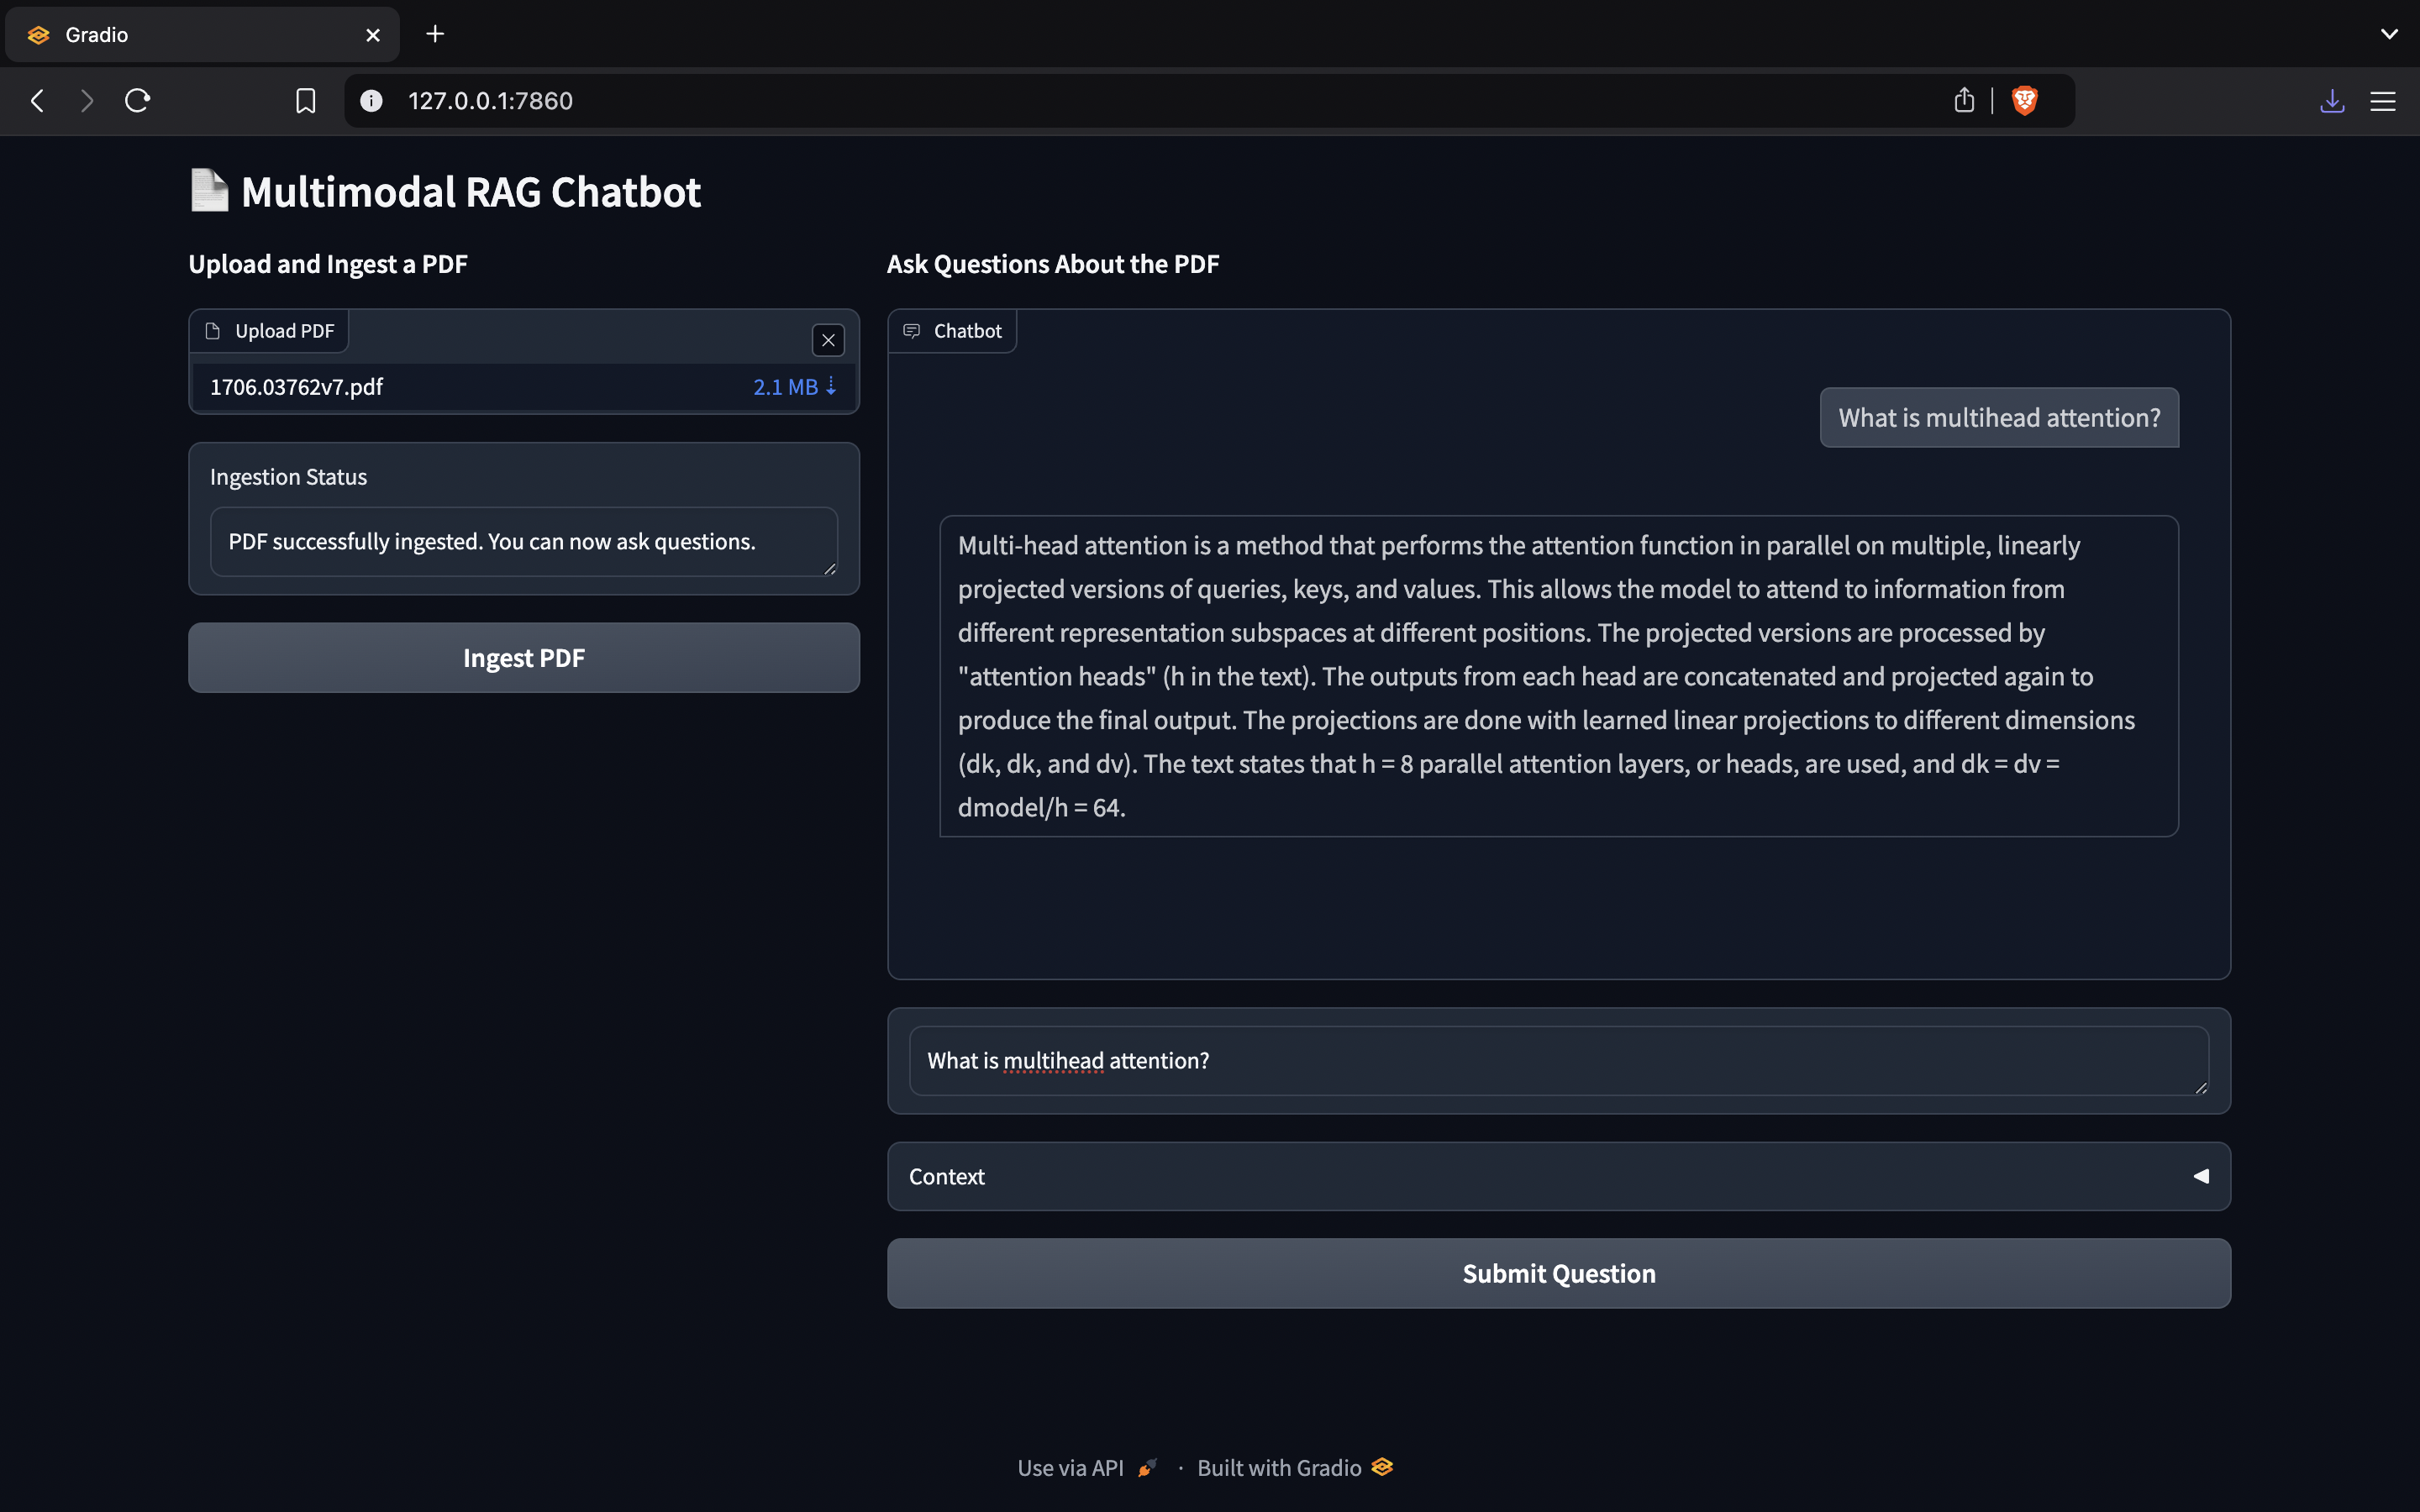 Gradio
127.0.0.1:7860
Multimodal RAG Chatbot
Upload and Ingest a PDF
Upload PDF
1706.03762v7.pdf
2.1 MB ⇣
Ingestion Status
PDF successfully ingested. You can now ask questions.
Ingest PDF
Ask Questions About the PDF
Chatbot
What is multihead attention?
Multi-head attention is a method that performs the attention function in parallel on multiple, linearly
projected versions of queries, keys, and values. This allows the model to attend to information from
different representation subspaces at different positions. The projected versions are processed by
"attention heads" (h in the text). The outputs from each head are concatenated and projected again to
produce the final output. The projections are done with learned linear projections to different dimensions
(dk, dk, and dv). The text states that h = 8 parallel attention layers, or heads, are used, and dk = dv =
dmodel/h = 64.
What is multihead attention?
Context
Submit Question
Use via API · Built with Gradio